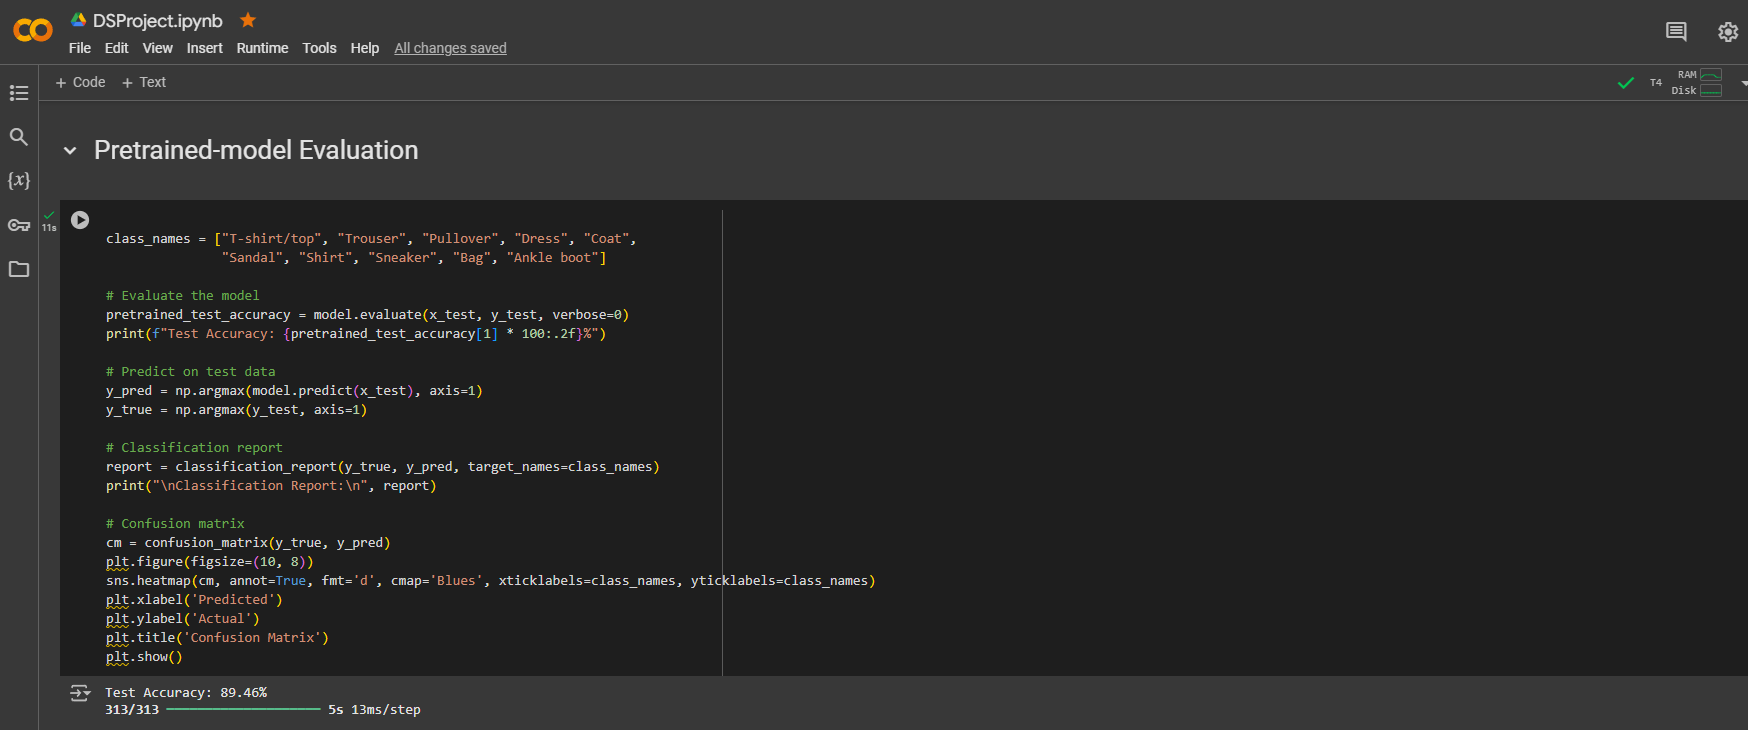 DSProject.ipynb
File Edit View Insert Runtime Tools Help All changes saved
+ Code + Text
T4 RAM
Disk
Pretrained-model Evaluation
{x}
11s
class_names = ["T-shirt/top", "Trouser", "Pullover", "Dress", "Coat",
"Sandal", "Shirt", "Sneaker", "Bag", "Ankle boot"]
# Evaluate the model
pretrained_test_accuracy = model.evaluate(x_test, y_test, verbose=0)
print(f"Test Accuracy: {pretrained_test_accuracy[1] * 100:.2f}%")
# Predict on test data
y_pred = np.argmax(model.predict(x_test), axis=1)
y_true = np.argmax(y_test, axis=1)
# Classification report
report = classification_report(y_true, y_pred, target_names=class_names)
print("\nClassification Report:\n", report)
# Confusion matrix
cm = confusion_matrix(y_true, y_pred)
plt.figure(figsize=(10, 8))
sns.heatmap(cm, annot=True, fmt='d', cmap='Blues', xticklabels=class_names, yticklabels=class_names)
plt.xlabel('Predicted')
plt.ylabel('Actual')
plt.title('Confusion Matrix')
plt.show()
Test Accuracy: 89.46%
313/313 5s 13ms/step